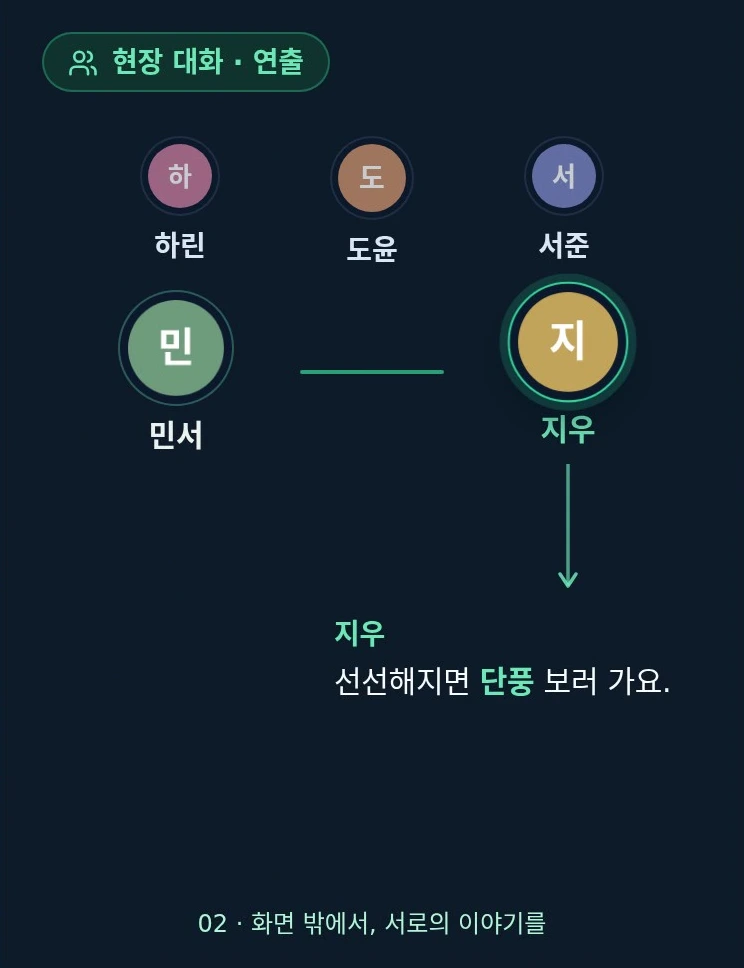 현장 대화 · 연출
하 도 서
하린 도윤 서준
민 지
민서 지우
지우
선선해지면 단풍 보러 가요.
02 · 화면 밖에서, 서로의 이야기를